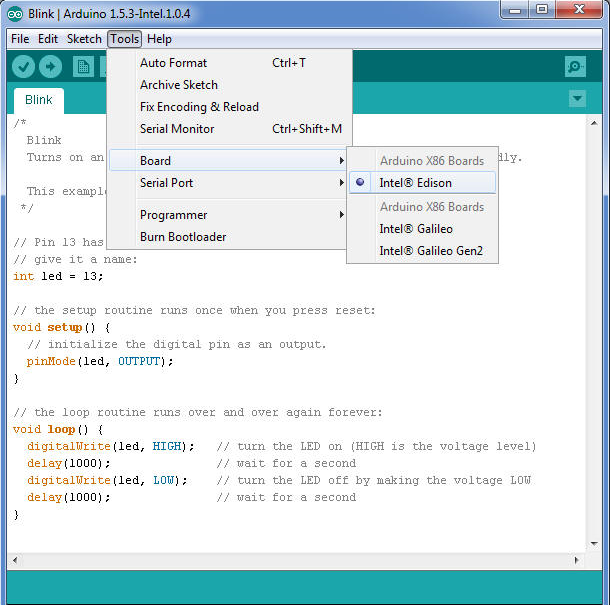 Blink | Arduino 1.5.3-Intel.1.0.4
File Edit Sketch Tools Help
Auto Format Ctrl+T
Archive Sketch
Fix Encoding & Reload
Serial Monitor Ctrl+Shift+M
Board
Serial Port
Programmer
Burn Bootloader
Arduino X86 Boards
Intel® Edison
Arduino X86 Boards
Intel® Galileo
Intel® Galileo Gen2
Blink
/*
Blink
Turns on an dly.
This example
*/
// Pin 13 has
// give it a name:
int led = 13;
// the setup routine runs once when you press reset:
void setup() {
// initialize the digital pin as an output.
pinMode(led, OUTPUT);
}
// the loop routine runs over and over again forever:
void loop() {
digitalWrite(led, HIGH); // turn the LED on (HIGH is the voltage level)
delay(1000); // wait for a second
digitalWrite(led, LOW); // turn the LED off by making the voltage LOW
delay(1000); // wait for a second
}